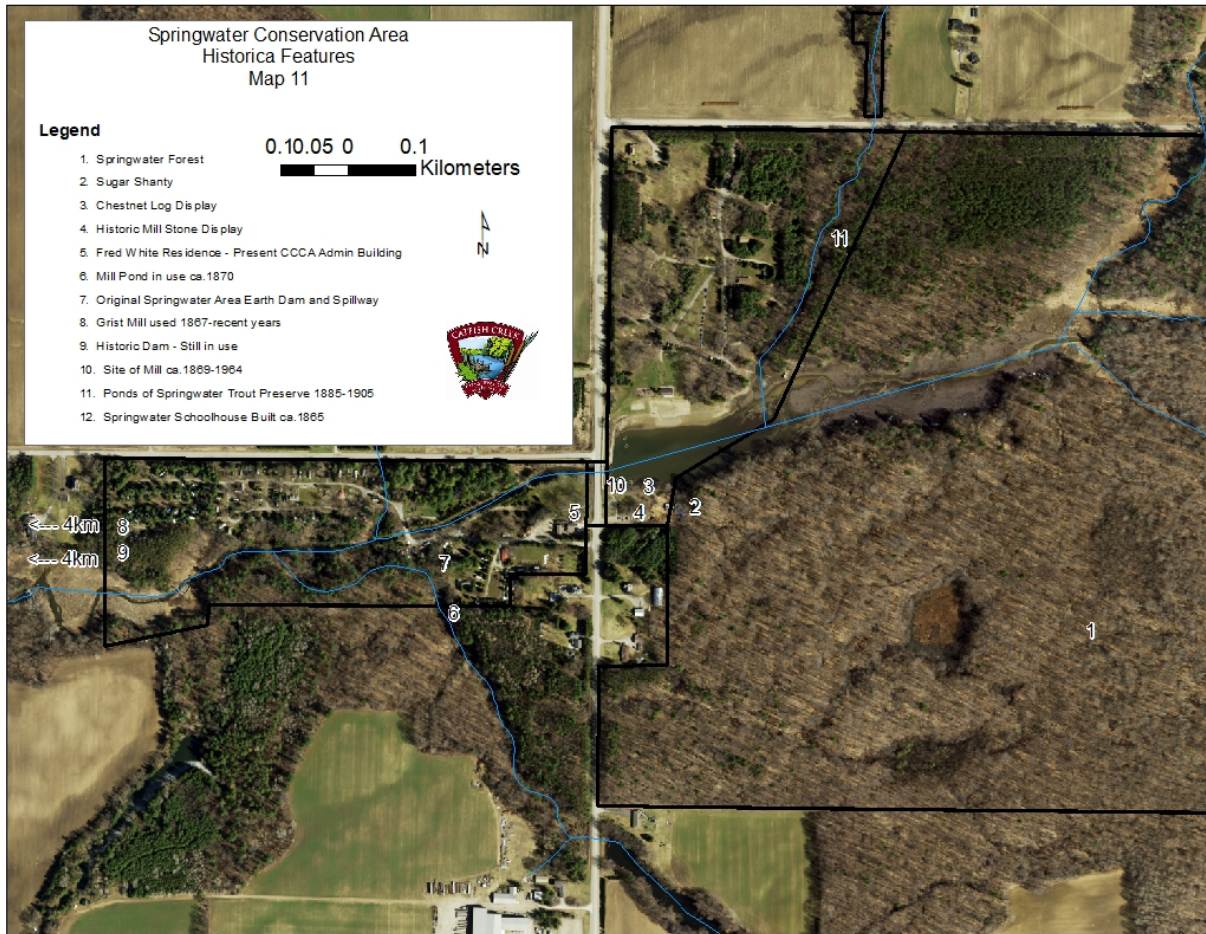 Springwater Conservation Area
Historica Features
Map 11
Legend
1. Springwater Forest
2. Sugar Shanty
3. Chestnet Log Display
4. Historic Mill Stone Display
5. Fred White Residence - Present CCCA Admin Building
6. Mill Pond in use ca.1870
7. Original Springwater Area Earth Dam and Spillway
8. Grist Mill used 1867-recent years
9. Historic Dam - Still in use
10. Site of Mill ca.1869-1964
11. Ponds of Springwater Trout Preserve 1885-1905
12. Springwater Schoolhouse Built ca.1865
0.10.05 0 0.1
Kilometers
N
CATFISH CREEK
11
10 3
5 4 2
<--- 4km 8
<--- 4km 9
7
6
1